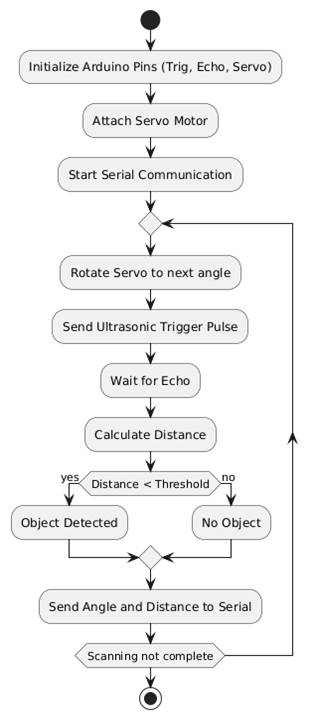 Initialize Arduino Pins (Trig, Echo, Servo)
Attach Servo Motor
Start Serial Communication
Rotate Servo to next angle
Send Ultrasonic Trigger Pulse
Wait for Echo
Calculate Distance
yes
Distance < Threshold
no
Object Detected
No Object
Send Angle and Distance to Serial
Scanning not complete